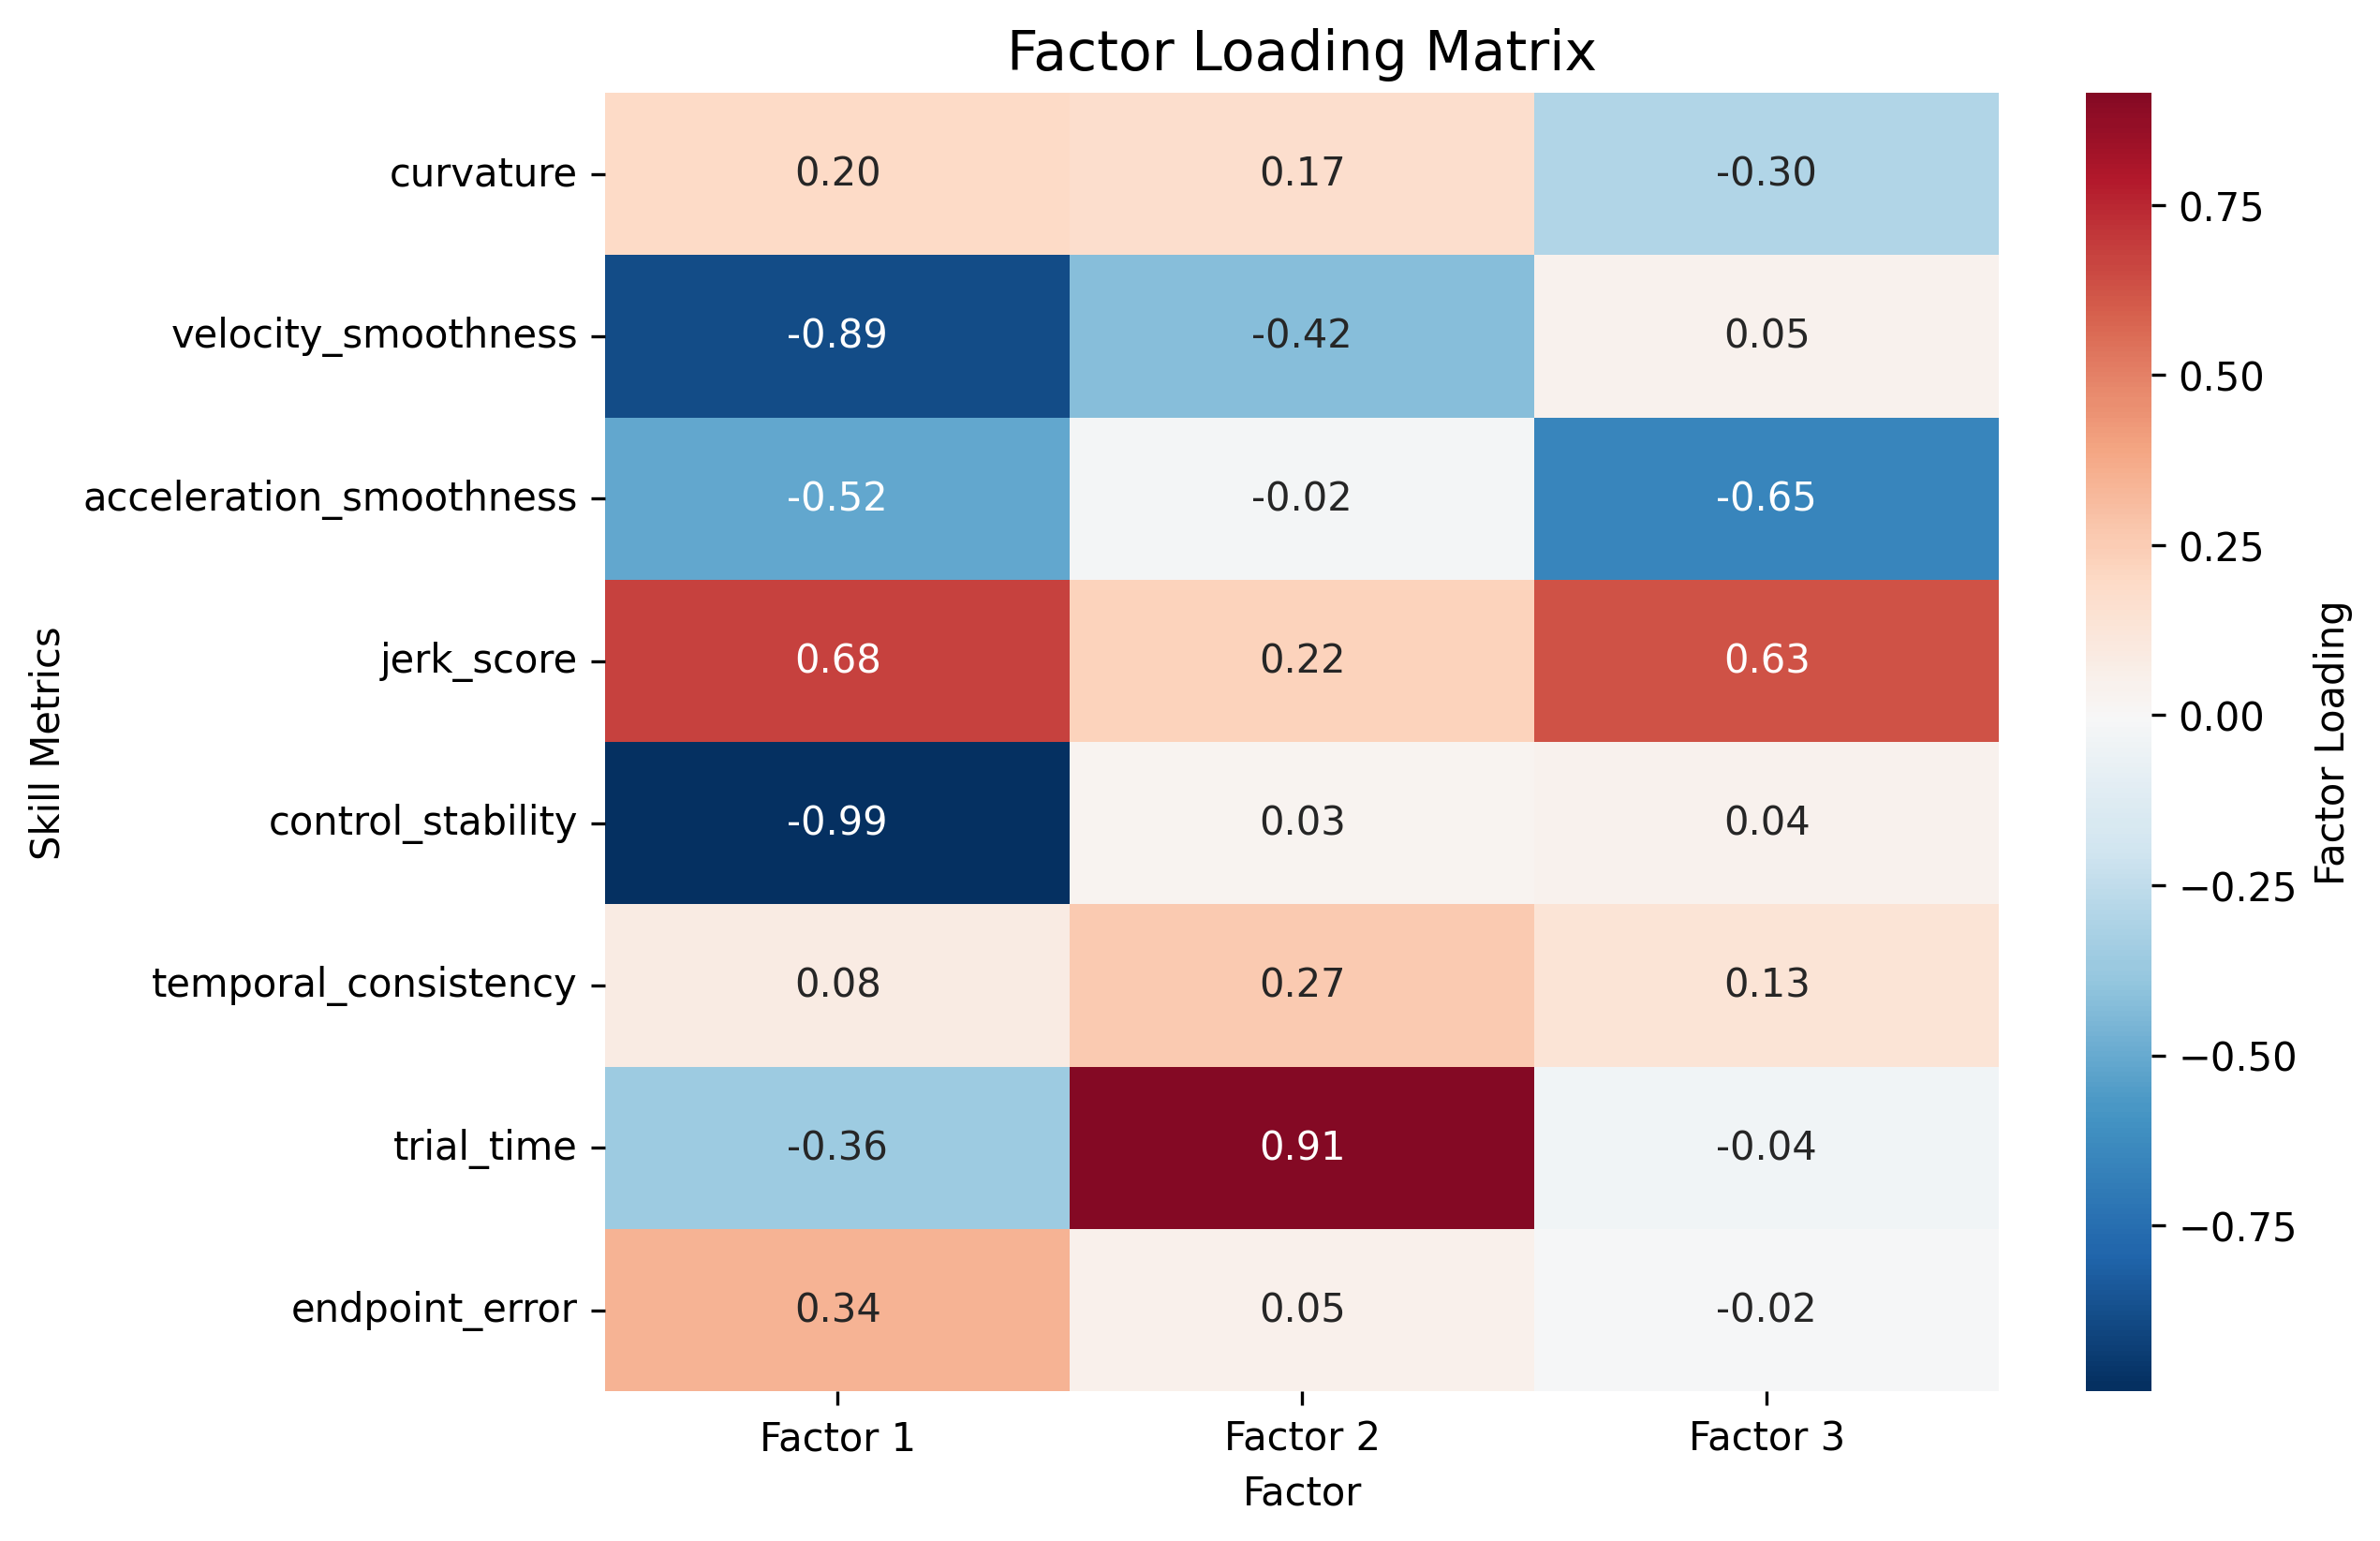 Factor Loading Matrix
curvature 0.20 0.17 -0.30
velocity_smoothness -0.89 -0.42 0.05
acceleration_smoothness -0.52 -0.02 -0.65
jerk_score 0.68 0.22 0.63
control_stability -0.99 0.03 0.04
temporal_consistency 0.08 0.27 0.13
trial_time -0.36 0.91 -0.04
endpoint_error 0.34 0.05 -0.02
Factor 1 Factor 2 Factor 3
Factor
Skill Metrics
0.75
0.50
0.25
0.00
−0.25
−0.50
−0.75
Factor Loading